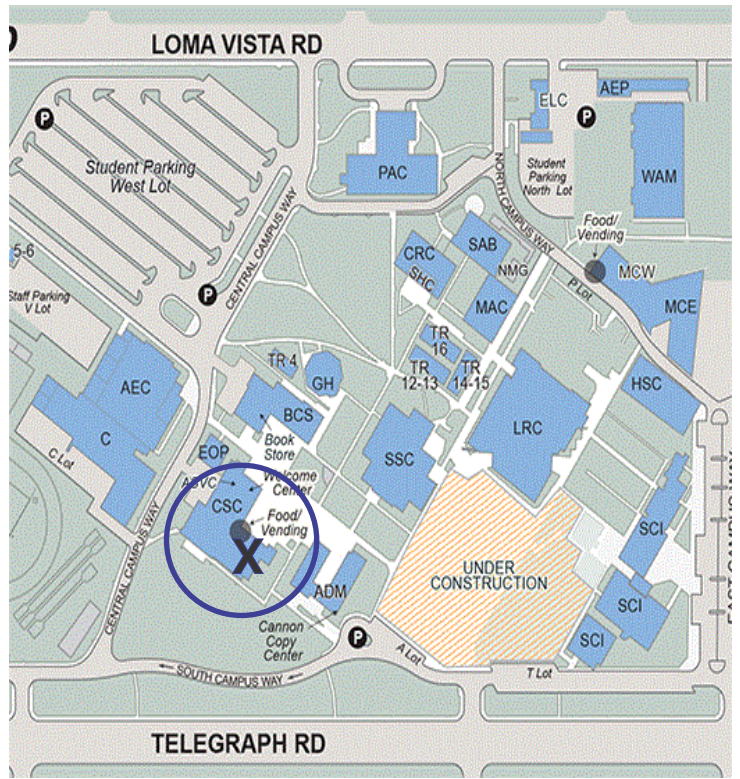 LOMA VISTA RD
P
ELC
AEP
P
WAM
Student Parking
West Lot
PAC
Student
Parking
North Lot
NORTH CAMPUS WAY
Food/
Vending
CENTRAL CAMPUS WAY
5-6
Staff Parking
V Lot
P
CRC
SHC
SAB
NMG
MAC
MCW
P Lot
MCE
TR
16
TR
12-13
TR
14-15
TR 4
GH
HSC
AEC
BCS
Book
Store
LRC
C
C Lot
EOP
SSC
ASVC
Welcome
Center
CSC
Food/
Vending
X
SCI
UNDER
CONSTRUCTION
EAST CAMPUS WAY
CENTRAL CAMPUS WAY
ADM
SCI
Cannon
Copy
Center
P
SCI
A Lot
T Lot
SOUTH CAMPUS WAY
TELEGRAPH RD